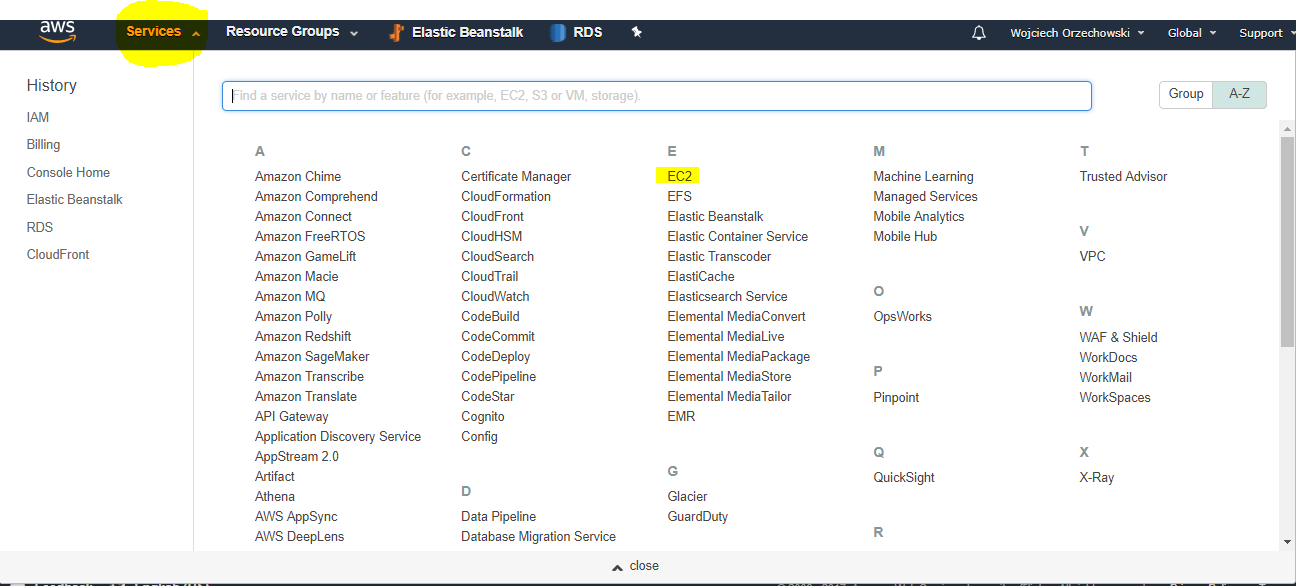 aws Services Resource Groups Elastic Beanstalk RDS Wojciech Orzechowski Global Support
History
IAM
Billing
Console Home
Elastic Beanstalk
RDS
CloudFront
Find a service by name or feature (for example, EC2, S3 or VM, storage).
Group A-Z
A
Amazon Chime
Amazon Comprehend
Amazon Connect
Amazon FreeRTOS
Amazon GameLift
Amazon Macie
Amazon MQ
Amazon Polly
Amazon Redshift
Amazon SageMaker
Amazon Transcribe
Amazon Translate
API Gateway
Application Discovery Service
AppStream 2.0
Artifact
Athena
AWS AppSync
AWS DeepLens
C
Certificate Manager
CloudFormation
CloudFront
CloudHSM
CloudSearch
CloudTrail
CloudWatch
CodeBuild
CodeCommit
CodeDeploy
CodePipeline
CodeStar
Cognito
Config
D
Data Pipeline
Database Migration Service
E
EC2
EFS
Elastic Beanstalk
Elastic Container Service
Elastic Transcoder
ElastiCache
Elasticsearch Service
Elemental MediaConvert
Elemental MediaLive
Elemental MediaPackage
Elemental MediaStore
Elemental MediaTailor
EMR
G
Glacier
GuardDuty
M
Machine Learning
Managed Services
Mobile Analytics
Mobile Hub
O
OpsWorks
P
Pinpoint
Q
QuickSight
R
T
Trusted Advisor
V
VPC
W
WAF & Shield
WorkDocs
WorkMail
WorkSpaces
X
X-Ray
close